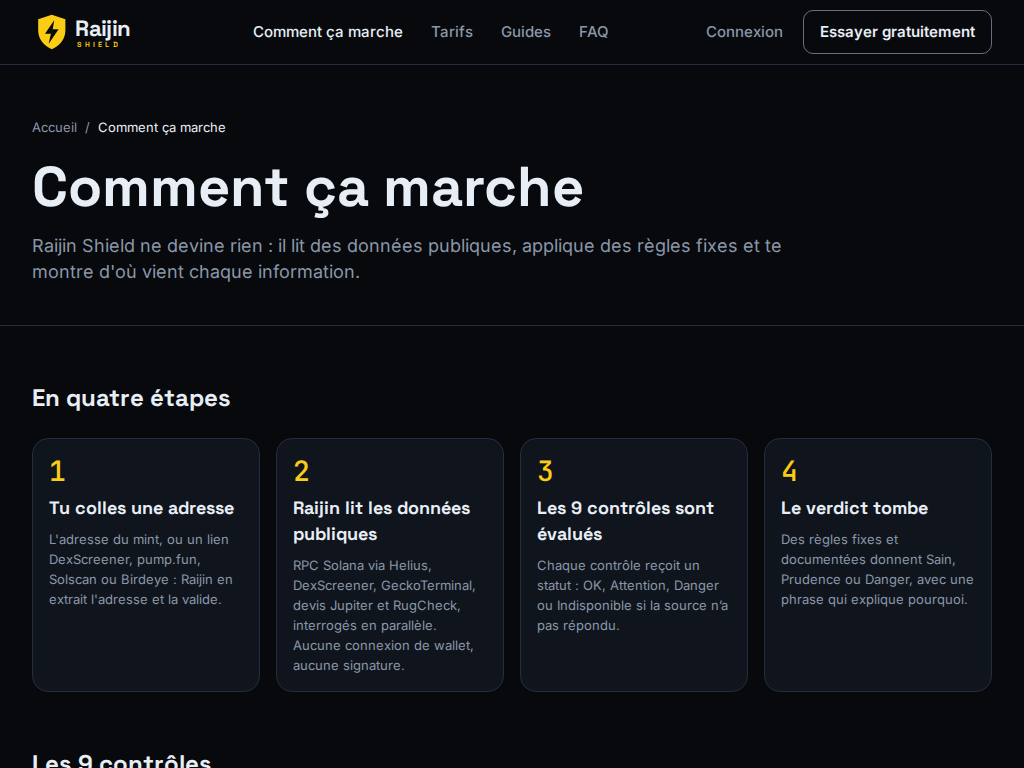 Raijin
SHIELD
Comment ça marche
Tarifs
Guides
FAQ
Connexion
Essayer gratuitement
Accueil / Comment ça marche
Comment ça marche
Raijin Shield ne devine rien : il lit des données publiques, applique des règles fixes et te
montre d'où vient chaque information.
En quatre étapes
1
Tu colles une adresse
L'adresse du mint, ou un lien
DexScreener, pump.fun,
Solscan ou Birdeye : Raijin en
extrait l'adresse et la valide.
2
Raijin lit les données
publiques
RPC Solana via Helius,
DexScreener, GeckoTerminal,
devis Jupiter et RugCheck,
interrogés en parallèle.
Aucune connexion de wallet,
aucune signature.
3
Les 9 contrôles sont
évalués
Chaque contrôle reçoit un
statut : OK, Attention, Danger
ou Indisponible si la source n'a
pas répondu.
4
Le verdict tombe
Des règles fixes et
documentées donnent Sain,
Prudence ou Danger, avec une
phrase qui explique pourquoi.
Les 9 contrôles